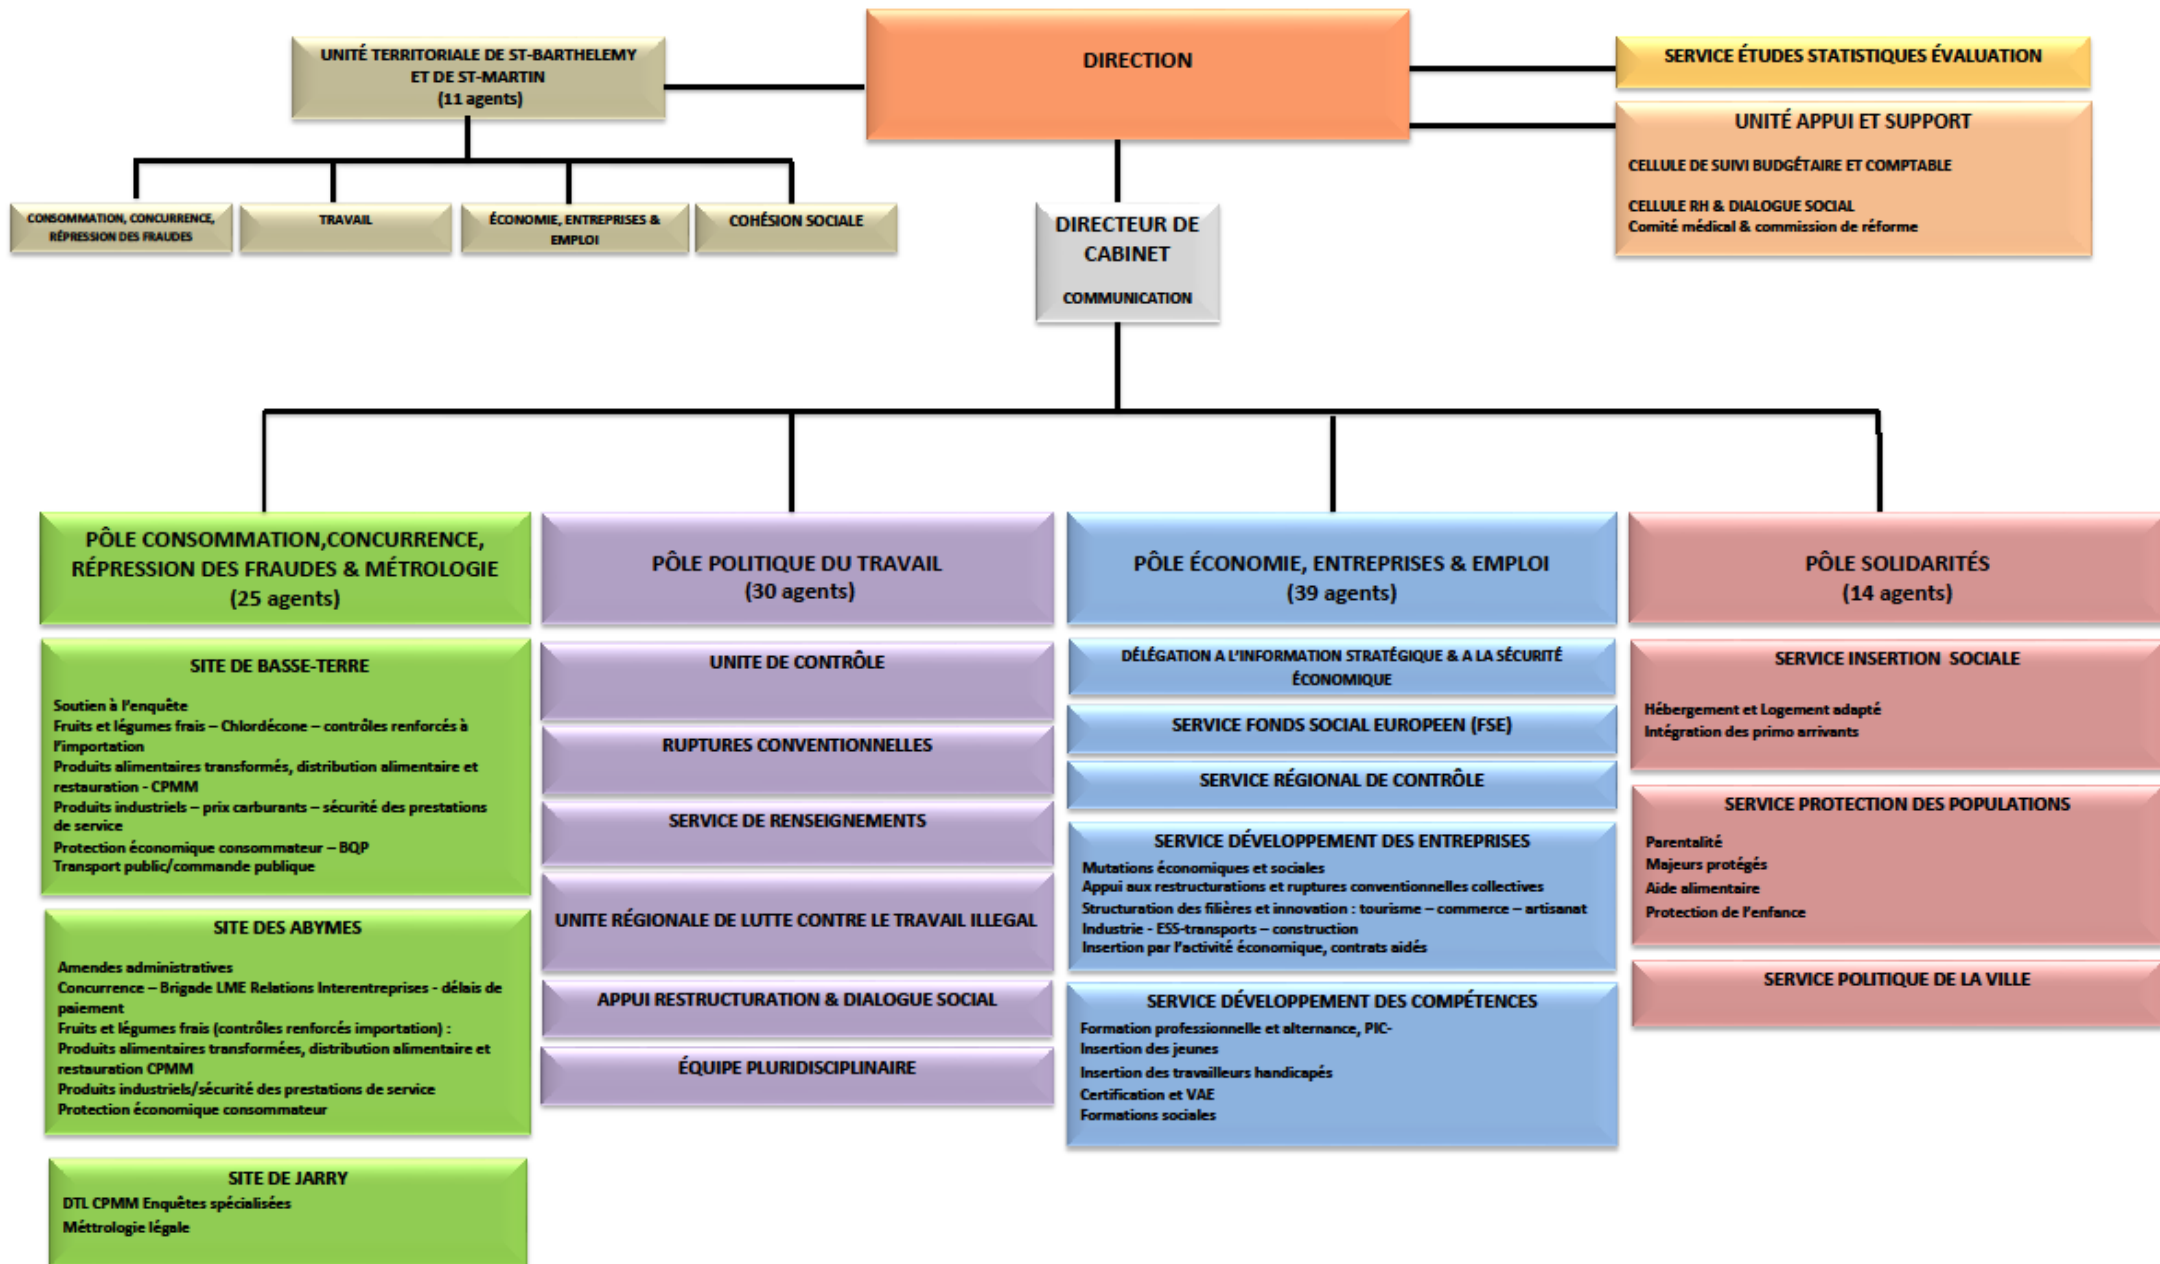 UNITÉ TERRITORIALE DE ST-BARTHELEMY
ET DE ST-MARTIN
(11 agents)
DIRECTION
SERVICE ÉTUDES STATISTIQUES ÉVALUATION
UNITÉ APPUI ET SUPPORT
CELLULE DE SUIVI BUDGÉTAIRE ET COMPTABLE
CELLULE RH & DIALOGUE SOCIAL
Comité médical & commission de réforme
CONSOMMATION, CONCURRENCE,
RÉPRESSION DES FRAUDES
TRAVAIL
ÉCONOMIE, ENTREPRISES &
EMPLOI
COHÉSION SOCIALE
DIRECTEUR DE
CABINET
COMMUNICATION
PÔLE CONSOMMATION,CONCURRENCE,
RÉPRESSION DES FRAUDES & MÉTROLOGIE
(25 agents)
SITE DE BASSE-TERRE
Soutien à l'enquête
Fruits et légumes frais – Chlordécone – contrôles renforcés à
l'importation
Produits alimentaires transformés, distribution alimentaire et
restauration - CPMM
Produits industriels – prix carburants – sécurité des prestations
de service
Protection économique consommateur – BQP
Transport public/commande publique
SITE DES ABYMES
Amendes administratives
Concurrence – Brigade LME Relations Interentreprises - délais de
paiement
Fruits et légumes frais (contrôles renforcés importation) :
Produits alimentaires transformées, distribution alimentaire et
restauration CPMM
Produits industriels/sécurité des prestations de service
Protection économique consommateur
SITE DE JARRY
DTL CPMM Enquêtes spécialisées
Méttrologie légale
PÔLE POLITIQUE DU TRAVAIL
(30 agents)
UNITE DE CONTRÔLE
RUPTURES CONVENTIONNELLES
SERVICE DE RENSEIGNEMENTS
UNITE RÉGIONALE DE LUTTE CONTRE LE TRAVAIL ILLEGAL
APPUI RESTRUCTURATION & DIALOGUE SOCIAL
ÉQUIPE PLURIDISCIPLINAIRE
PÔLE ÉCONOMIE, ENTREPRISES & EMPLOI
(39 agents)
DÉLÉGATION A L'INFORMATION STRATÉGIQUE & A LA SÉCURITÉ
ÉCONOMIQUE
SERVICE FONDS SOCIAL EUROPEEN (FSE)
SERVICE RÉGIONAL DE CONTRÔLE
SERVICE DÉVELOPPEMENT DES ENTREPRISES
Mutations économiques et sociales
Appui aux restructurations et ruptures conventionnelles collectives
Structuration des filières et innovation : tourisme – commerce – artisanat
Industrie - ESS-transports – construction
Insertion par l'activité économique, contrats aidés
SERVICE DÉVELOPPEMENT DES COMPÉTENCES
Formation professionnelle et alternance, PIC-
Insertion des jeunes
Insertion des travailleurs handicapés
Certification et VAE
Formations sociales
PÔLE SOLIDARITÉS
(14 agents)
SERVICE INSERTION SOCIALE
Hébergement et Logement adapté
Intégration des primo arrivants
SERVICE PROTECTION DES POPULATIONS
Parentalité
Majeurs protégés
Aide alimentaire
Protection de l'enfance
SERVICE POLITIQUE DE LA VILLE